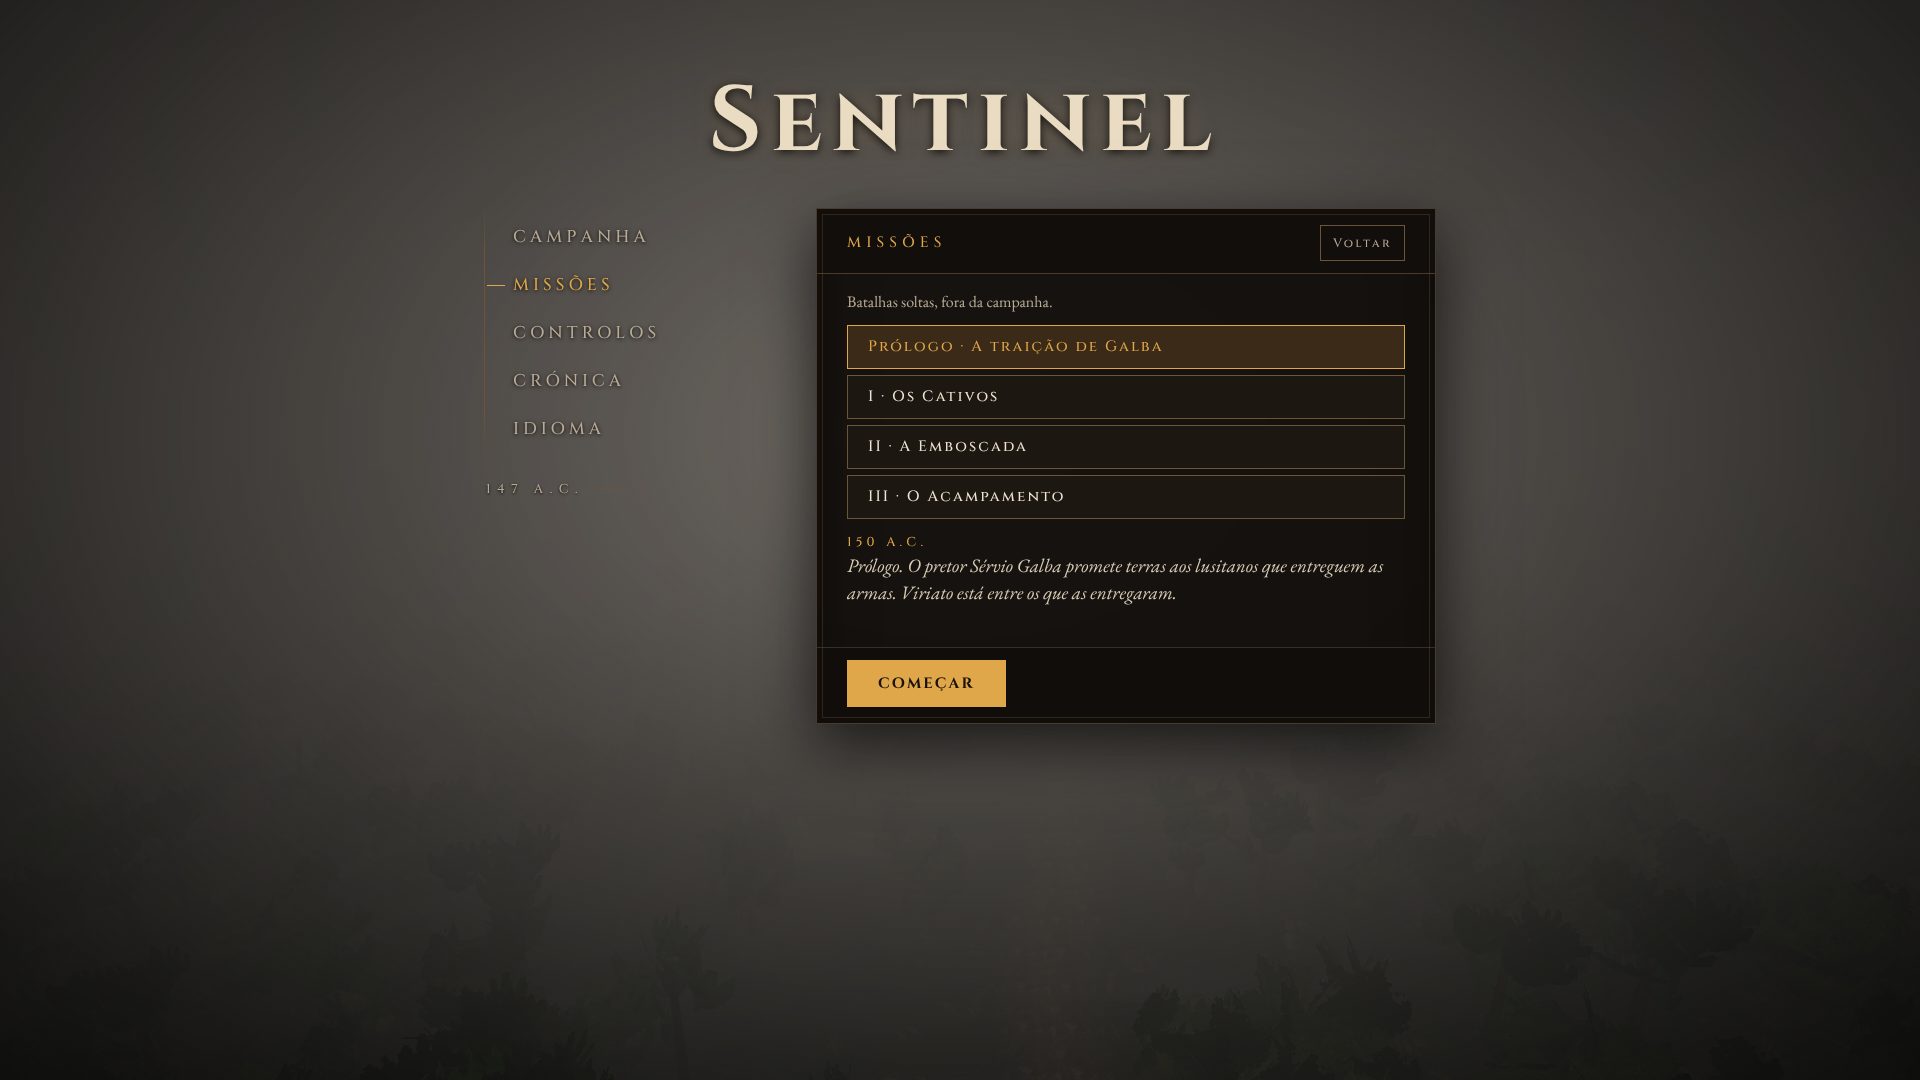 SENTINEL
CAMPANHA
MISSÕES
CONTROLOS
CRÓNICA
IDIOMA
147 A.C.
MISSÕES
Voltar
Batalhas soltas, fora da campanha.
Prólogo · A traição de Galba
I · Os Cativos
II · A Emboscada
III · O Acampamento
150 A.C.
Prólogo. O pretor Sérvio Galba promete terras aos lusitanos que entreguem as
armas. Viriato está entre os que as entregaram.
COMEÇAR